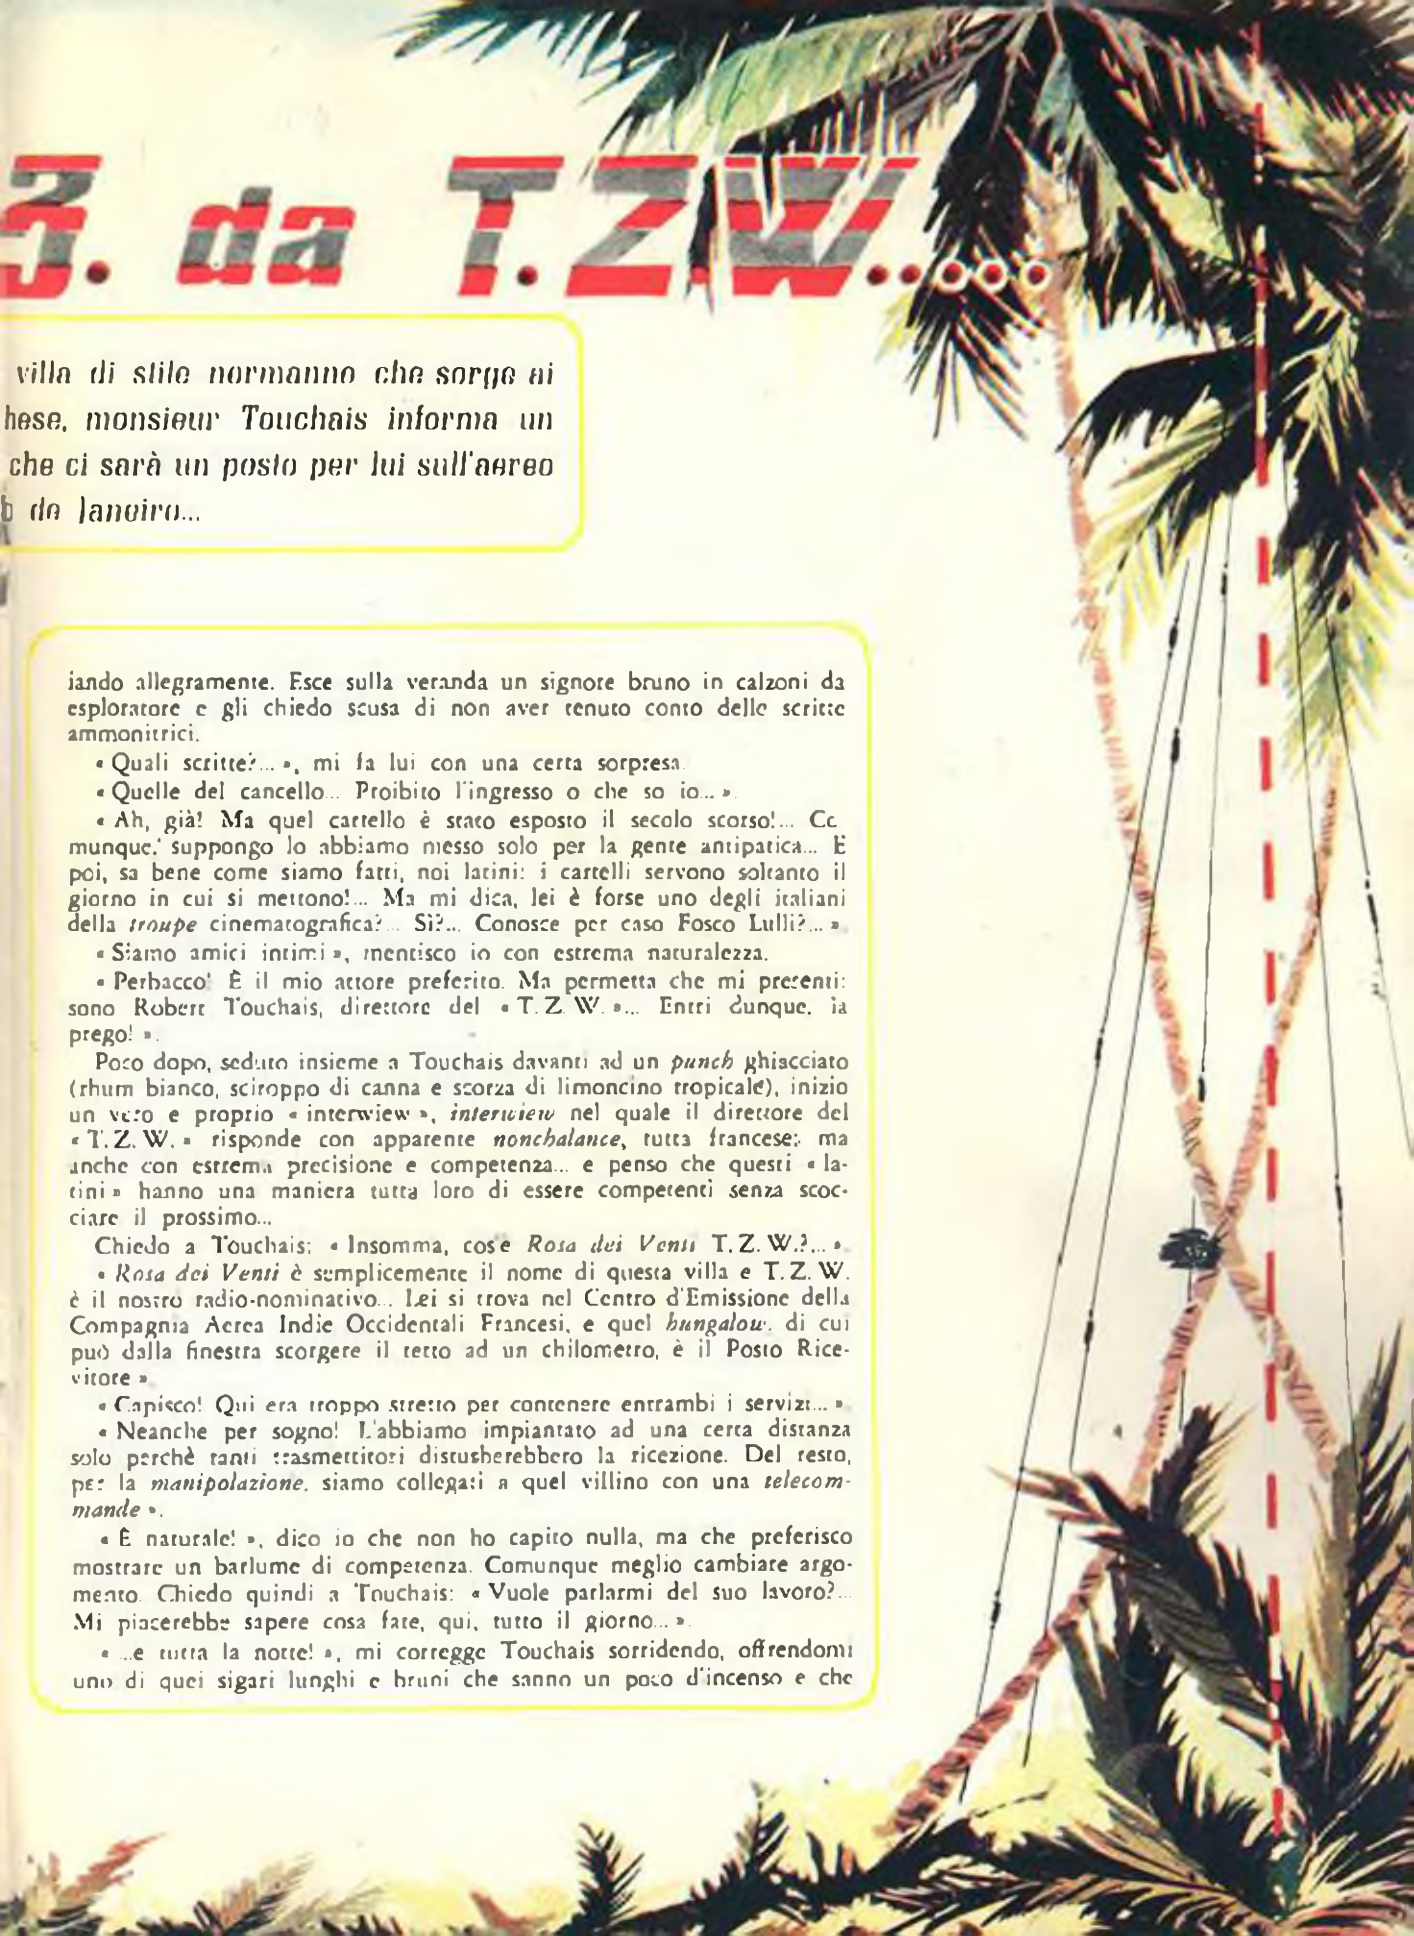 3. da T.Z.W......
villa di stile normanno che sorge ai
hese, monsieur Touchais informa un
che ci sarà un posto per lui sull'aereo
de Janeiro...
iando allegramente. Esce sulla veranda un signore bruno in calzoni da
esploratore e gli chiedo scusa di non aver tenuto conto delle scritte
ammonitrici.
« Quali scritte?... », mi fa lui con una certa sorpresa.
« Quelle del cancello... Proibito l'ingresso o che so io... ».
« Ah, già! Ma quel cartello è stato esposto il secolo scorso!... Co
munque, suppongo lo abbiamo messo solo per la gente antipatica... E
poi, sa bene come siamo fatti, noi latini: i cartelli servono soltanto il
giorno in cui si mettono!... Ma mi dica, lei è forse uno degli italiani
della troupe cinematografica?... Sì?... Conosce per caso Fosco Lulli?... ».
« Siamo amici intimi », mentisco io con estrema naturalezza.
« Perbacco! È il mio attore preferito. Ma permetta che mi presenti:
sono Robert Touchais, direttore del « T.Z.W. »... Entri dunque, la
prego! ».
Poco dopo, seduto insieme a Touchais davanti ad un punch ghiacciato
(rhum bianco, sciroppo di canna e scorza di limoncino tropicale), inizio
un vero e proprio « interwiew », interwiew nel quale il direttore del
« T.Z.W. » risponde con apparente nonchalance, tutta francese; ma
anche con estrema precisione e competenza... e penso che questi « la-
tini » hanno una maniera tutta loro di essere competenti senza scoc-
ciare il prossimo...
Chiedo a Touchais: « Insomma, cos'e Rosa dei Venti T.Z.W.?... ».
« Rosa dei Venti è semplicemente il nome di questa villa e T.Z.W.
è il nostro radio-nominativo... Lei si trova nel Centro d'Emissione della
Compagnia Aerea Indie Occidentali Francesi, e quel bungalow, di cui
può dalla finestra scorgere il tetto ad un chilometro, è il Posto Rice-
vitore ».
« Capisco! Qui era troppo stretto per contenere entrambi i servizi... ».
« Neanche per sogno! L'abbiamo impiantato ad una certa distanza
solo perchè tanti trasmettitori disturberebbero la ricezione. Del resto,
per la manipolazione, siamo collegati a quel villino con una telecom-
mande ».
« È naturale! », dico io che non ho capito nulla, ma che preferisco
mostrare un barlume di competenza. Comunque meglio cambiare argo-
mento. Chiedo quindi a Touchais: « Vuole parlarmi del suo lavoro?...
Mi piacerebbe sapere cosa fate, qui, tutto il giorno... ».
« ...e tutta la notte! », mi corregge Touchais sorridendo, offrendomi
uno di quei sigari lunghi e bruni che sanno un poco d'incenso e che